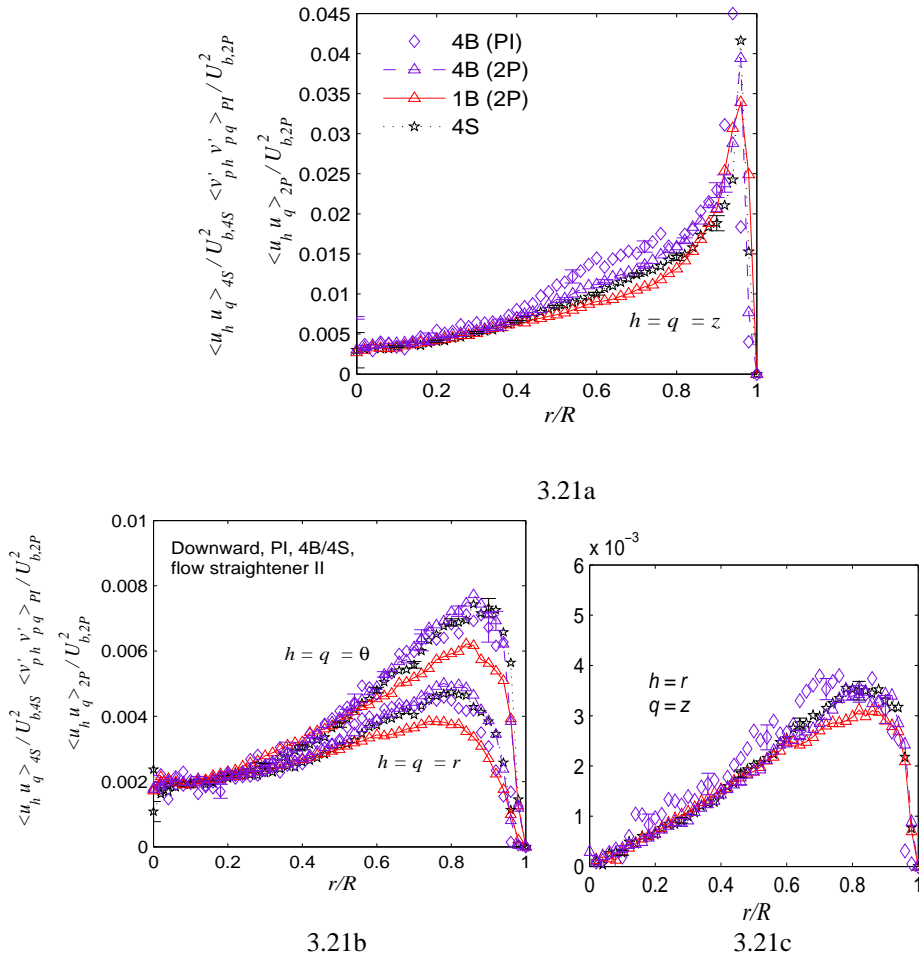 <u_h u_q>_4S / U²_b,4S <v'_ph v'_pq>_PI / U²_b,2P
<u_h u_q>_2P / U²_b,2P
0.045
0.04
0.035
0.03
0.025
0.02
0.015
0.01
0.005
0
4B (PI)
4B (2P)
1B (2P)
4S
h = q = z
0 0.2 0.4 0.6 0.8 1
r/R
3.21a
<u_h u_q>_4S / U²_b,4S <v'_ph v'_pq>_PI / U²_b,2P
<u_h u_q>_2P / U²_b,2P
0.01
0.008
0.006
0.004
0.002
0
Downward, PI, 4B/4S,
flow straightener II
h = q = θ
h = q = r
0 0.2 0.4 0.6 0.8 1
r/R
3.21b
x 10⁻³
6
5
4
3
2
1
0
h = r
q = z
0 0.2 0.4 0.6 0.8 1
r/R
3.21c